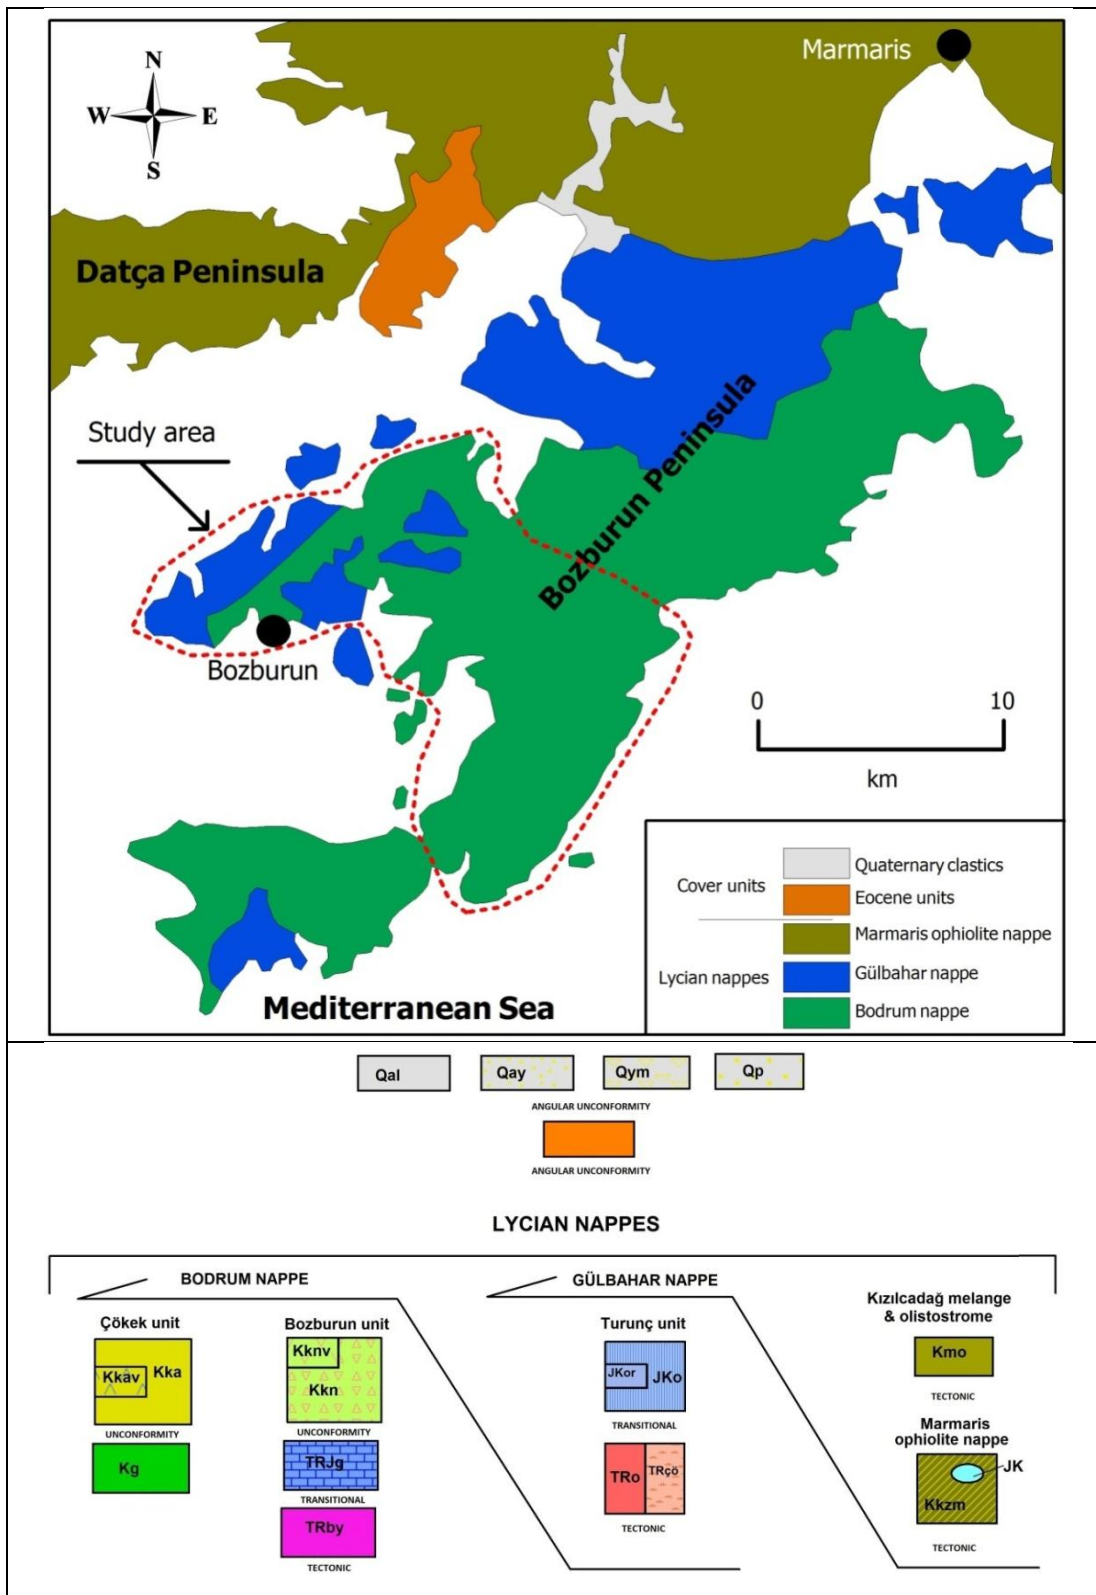 Marmaris
N
W
E
S
Datça Peninsula
Study area
Bozburun Peninsula
Bozburun
0
10
km
Cover units
Quaternary clastics
Eocene units
Marmaris ophiolite nappe
Lycian nappes
Gülbahar nappe
Bodrum nappe
Mediterranean Sea
Qal
Qay
Qym
Qp
ANGULAR UNCONFORMITY
ANGULAR UNCONFORMITY
LYCIAN NAPPES
BODRUM NAPPE
GÜLBAHAR NAPPE
Çökek unit
Kkav
Kka
UNCONFORMITY
Kg
Bozburun unit
Kknv
Kkn
UNCONFORMITY
TRJg
TRANSITIONAL
TRby
TECTONIC
Turunç unit
JKor
JKo
TRANSITIONAL
TRo
TRçö
TECTONIC
Kızılcadağ melange
& olistostrome
Kmo
TECTONIC
Marmaris
ophiolite nappe
JK
Kkzm
TECTONIC